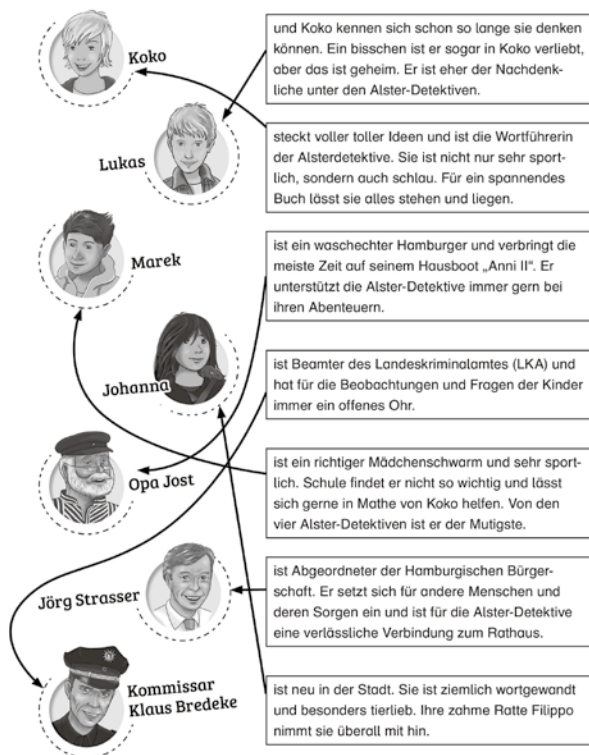 Koko
Lukas
Marek
Johanna
Opa Jost
Jörg Strasser
Kommissar
Klaus Bredeke
und Koko kennen sich schon so lange sie denken
können. Ein bisschen ist er sogar in Koko verliebt,
aber das ist geheim. Er ist eher der Nachdenk-
liche unter den Alster-Detektiven.
steckt voller toller Ideen und ist die Wortführerin
der Alsterdetektive. Sie ist nicht nur sehr sport-
lich, sondern auch schlau. Für ein spannendes
Buch lässt sie alles stehen und liegen.
ist ein waschechter Hamburger und verbringt die
meiste Zeit auf seinem Hausboot „Anni II“. Er
unterstützt die Alster-Detektive immer gern bei
ihren Abenteuern.
ist Beamter des Landeskriminalamtes (LKA) und
hat für die Beobachtungen und Fragen der Kinder
immer ein offenes Ohr.
ist ein richtiger Mädchenschwarm und sehr sport-
lich. Schule findet er nicht so wichtig und lässt
sich gerne in Mathe von Koko helfen. Von den
vier Alster-Detektiven ist er der Mutigste.
ist Abgeordneter der Hamburgischen Bürger-
schaft. Er setzt sich für andere Menschen und
deren Sorgen ein und ist für die Alster-Detektive
eine verlässliche Verbindung zum Rathaus.
ist neu in der Stadt. Sie ist ziemlich wortgewandt
und besonders tierlieb. Ihre zahme Ratte Filippo
nimmt sie überall mit hin.